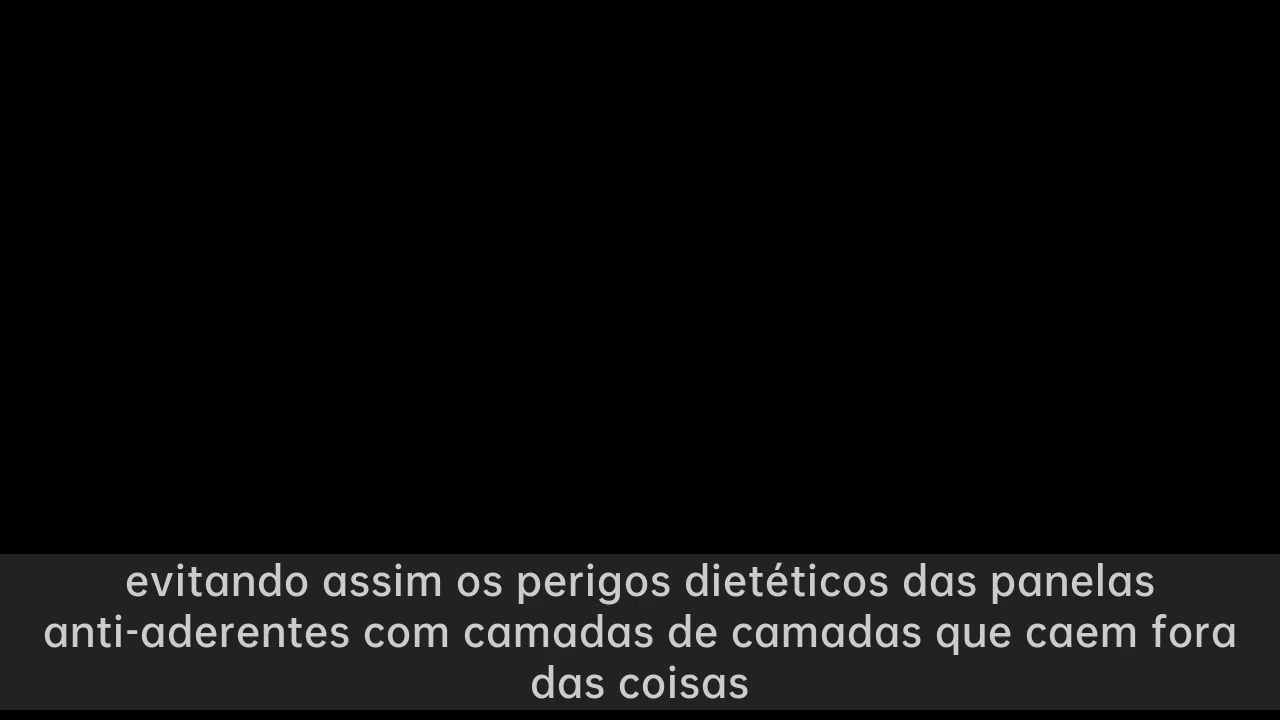 evitando assim os perigos dietéticos das panelas
anti-aderentes com camadas de camadas que caem fora
das coisas